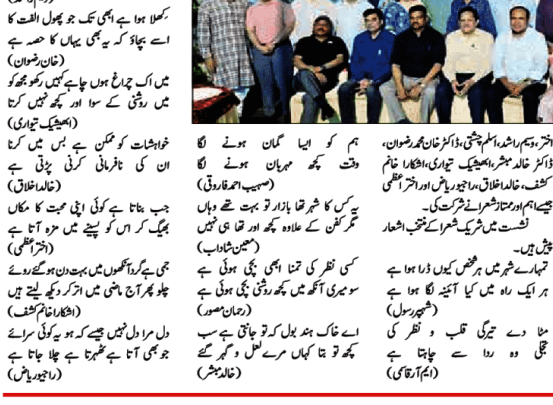 اختر، وسیم راشد، اسلم چشتی، ڈاکٹر خان محمد رضوان،
ڈاکٹر خالد مبشر، ابھیشیک تیواری، اشکارا خانم
کشف، خالد اخلاق، راجیو ریاض اور اختر اعظمی
جیسے اہم اور ممتاز شعرا نے شرکت کی۔
نشست میں شریک شعرا کے منتخب اشعار
پیش ہیں۔
تمہارے شہر میں ہر شخص کیوں ڈرا ہوا ہے
ہر ایک راہ میں کیا آئینہ لگا ہوا ہے
(شہپر رسول)
مٹا دے تیرگی قلب و نظر کی
تجلی وہ ردا سے چاہتا ہے
(ایم آر قاسمی)
ہم کو ایسا گمان ہونے لگا
وقت کچھ مہربان ہونے لگا
(صہیب احمد فاروقی)
یہ کس کا شہر تھا بازار تو بہت تھے وہاں
مگر کفن کے علاوہ کچھ اور تھا ہی نہیں
(معین شاداب)
کسی نظر کی تمنا ابھی بچی ہوئی ہے
سو میری آنکھ میں کچھ روشنی بچی ہوئی ہے
(رحمان مصور)
اے خاک ہند بول کہ تو جانتی ہے سب
کچھ تو بتا کہاں مرے لعل و گہر گئے
(خالد مبشر)
کھلا ہوا ہے ابھی تک جو پھول الفت کا
اسے بچاؤ کہ یہ بھی یہاں کا حصہ ہے
(خان رضوان)
میں اک چراغ ہوں چاہے کہیں رکھو مجھ کو
میں روشنی کے سوا اور کچھ نہیں کرتا
(ابھیشیک تیواری)
خواہشات کو ممکن ہے بس میں کرنا
ان کی نافرمانی کرنی پڑتی ہے
(خالد اخلاق)
جب بناتا ہے کوئی اپنی محبت کا مکاں
بھیگ کر اس کو پسینے میں مزہ آتا ہے
(اختر اعظمی)
جمی ہے گرد آنکھوں میں بہت دن ہو گئے روئے
چلو پھر آج ماضی میں اتر کر دیکھ لیتے ہیں
(اشکارا خانم کشف)
دل مرا دل نہیں جیسے کہ ہو یہ کوئی سرائے
جو بھی آتا ہے ٹھہرتا ہے چلا جاتا ہے
(راجیو ریاض)